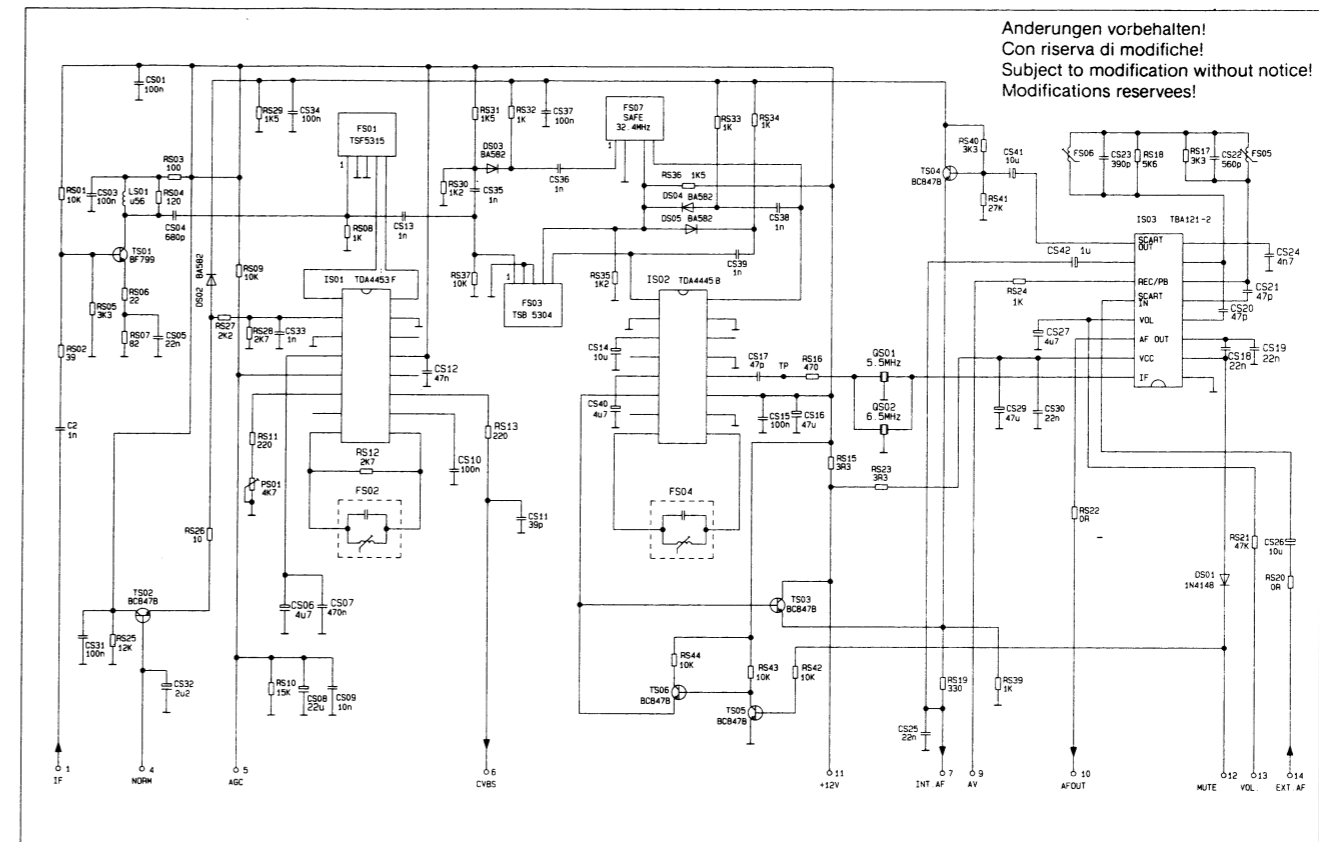 Anderungen vorbehalten!
Con riserva di modifiche!
Subject to modification without notice!
Modifications reservees!
CS01
100n
RS29
1K5
CS34
100n
FS01
TSF5315
1
RS31
1K5
RS32
1K
CS37
100n
FS07
SAFE
32.4MHz
1
RS33
1K
RS34
1K
DS03
BA582
RS40
3K3
CS41
10u
TS04
BC847B
RS41
27K
FS06
CS23
390p
RS18
5K6
RS17
3K3
CS22
560p
FS05
RS03
100
RS01
10K
CS03
100n
LS01
u56
RS04
120
CS04
680p
RS30
1K2
CS35
1n
CS36
1n
RS36 1K5
DS04 BA582
DS05 BA582
CS38
1n
CS39
1n
RS08
1K
CS13
1n
TS01
BF799
DS02 BA582
RS09
10K
RS37
10K
1
FS03
TSB 5304
RS35
1K2
IS01 TDA4453F
IS02 TDA4445B
IS03 TBA121-2
SCART
OUT
REC/PB
SCART
IN
VOL
AF OUT
VCC
IF
CS42 1u
RS24
1K
CS24
4n7
CS21
47p
CS20
47p
CS27
4u7
CS18
22n
CS19
22n
RS05
3K3
RS06
22
RS07
82
CS05
22n
RS02
39
RS27
2K2
RS28
2K7
CS33
1n
CS12
47n
CS14
10u
CS17
47p
TP
RS16
470
QS01
5.5MHz
QS02
6.5MHz
CS40
4u7
CS15
100n
CS16
47u
CS29
47u
CS30
22n
C2
1n
RS11
220
PS01
4K7
RS12
2K7
FS02
CS10
100n
RS13
220
CS11
39p
FS04
RS15
3R3
RS23
3R3
RS22
0R
RS21
47K
CS26
10u
RS20
0R
DS01
1N4148
RS26
10
TS02
BC847B
CS06
4u7
CS07
470n
TS03
BC847B
CS31
100n
RS25
12K
CS32
2u2
RS10
15K
CS08
22u
CS09
10n
RS44
10K
RS43
10K
RS42
10K
TS06
BC847B
TS05
BC847B
RS19
330
RS39
1K
CS25
22n
1
IF
4
NORM
5
AGC
6
CVBS
11
+12V
7
INT.AF
9
AV
10
AFOUT
12
MUTE
13
VOL.
14
EXT.AF